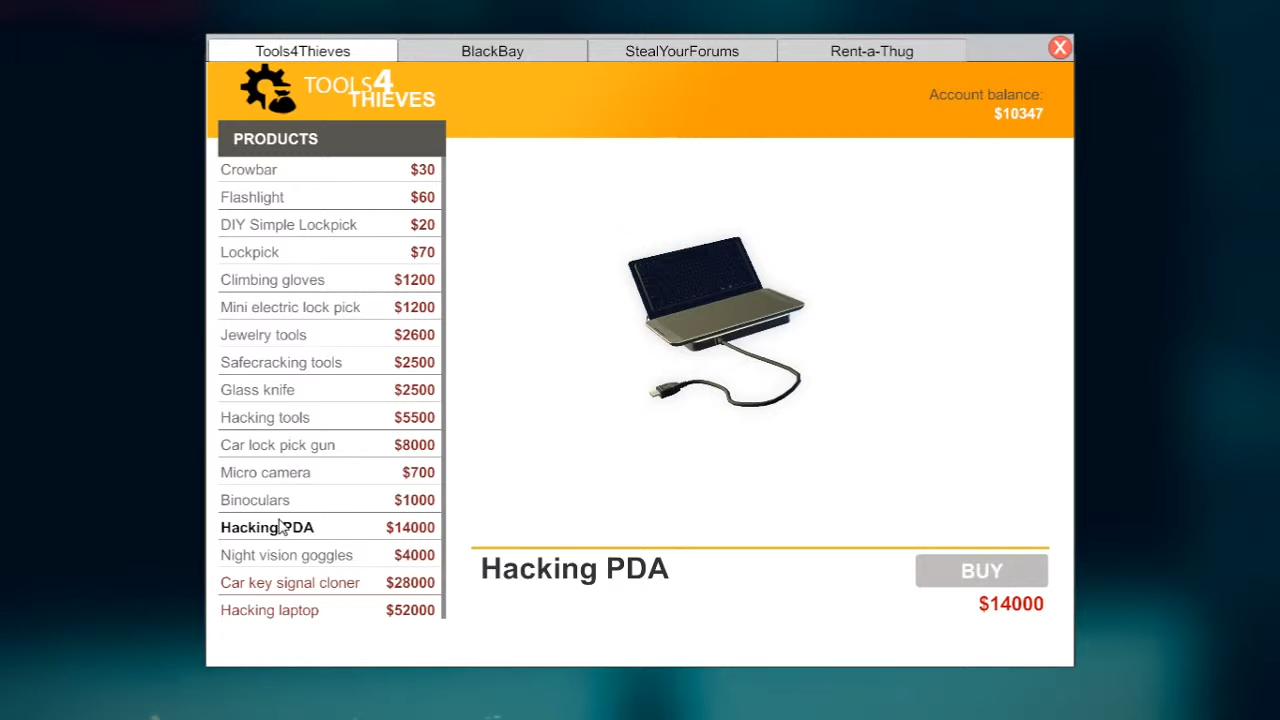 Tools4Thieves BlackBay StealYourForums Rent-a-Thug X
TOOLS4
THIEVES
Account balance:
$10347
PRODUCTS
Crowbar $30
Flashlight $60
DIY Simple Lockpick $20
Lockpick $70
Climbing gloves $1200
Mini electric lock pick $1200
Jewelry tools $2600
Safecracking tools $2500
Glass knife $2500
Hacking tools $5500
Car lock pick gun $8000
Micro camera $700
Binoculars $1000
Hacking PDA $14000
Night vision goggles $4000
Car key signal cloner $28000
Hacking laptop $52000
Hacking PDA BUY
$14000